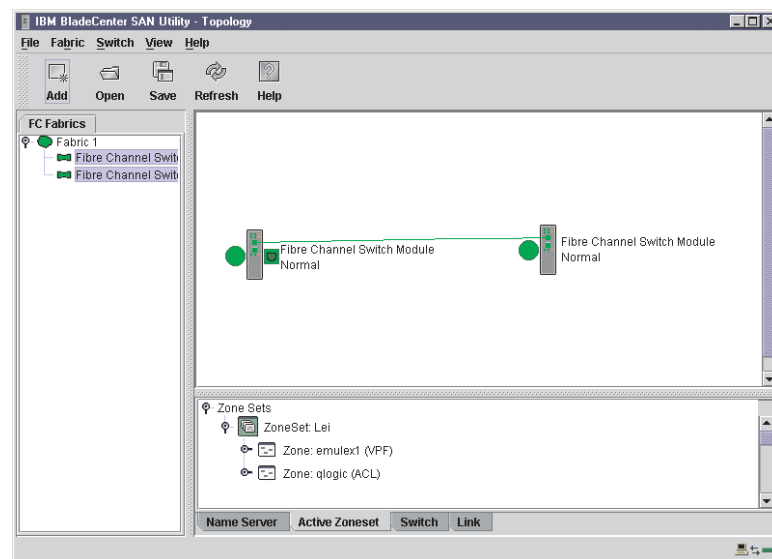 IBM BladeCenter SAN Utility - Topology
File Fabric Switch View Help
Add Open Save Refresh Help
FC Fabrics
Fabric 1
Fibre Channel Swit
Fibre Channel Swit
Fibre Channel Switch Module
Normal
Fibre Channel Switch Module
Normal
Zone Sets
ZoneSet: Lei
Zone: emulex1 (VPF)
Zone: qlogic (ACL)
Name Server Active Zoneset Switch Link